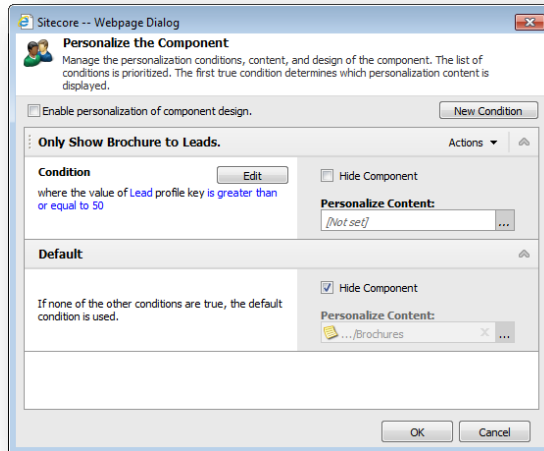 Sitecore -- Webpage Dialog
Personalize the Component
Manage the personalization conditions, content, and design of the component. The list of
conditions is prioritized. The first true condition determines which personalization content is
displayed.
Enable personalization of component design.
New Condition
Only Show Brochure to Leads.
Actions
Condition
Edit
Hide Component
where the value of Lead profile key is greater than
or equal to 50
Personalize Content:
[Not set]
...
Default
Hide Component
If none of the other conditions are true, the default
condition is used.
Personalize Content:
.../Brochures
...
OK
Cancel